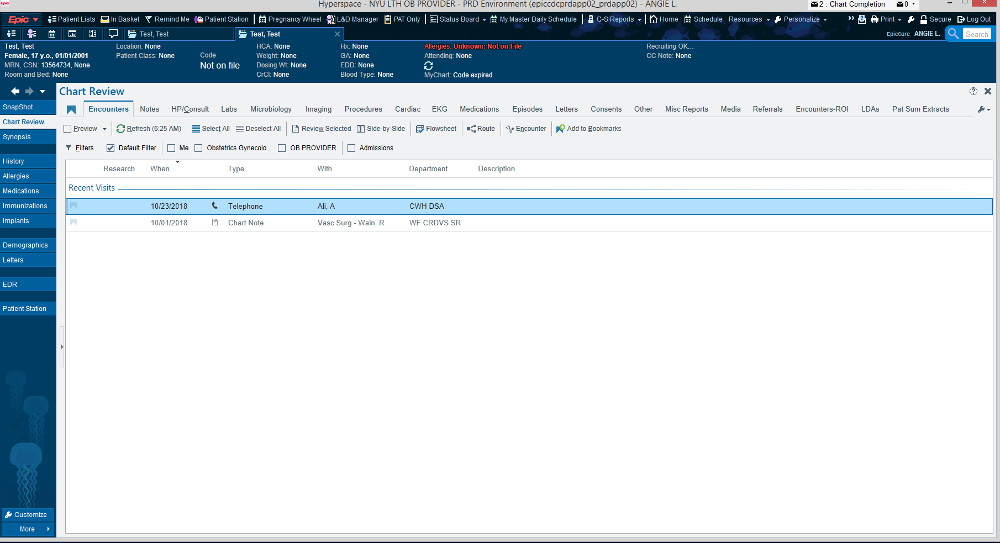 Epic Hyperspace - NYU LTH OB PROVIDER - PRD Environment (epiccdcprdapp02_prdapp02) - ANGIE L. 2 : Chart Completion 0
Epic Patient Lists In Basket Remind Me Patient Station Pregnancy Wheel L&D Manager PAT Only Status Board My Master Daily Schedule C-S Reports Home Schedule Resources Personalize Print Secure Log Out
Test, Test Test, Test EpicCare ANGIE L. Search
Test, Test Location: None HCA: None Hx: None Allergies: Unknown: Not on File Recruiting OK...
Female, 17 y.o., 01/01/2001 Patient Class: None Code Weight: None GA: None Attending: None CC Note: None
MRN, CSN: 13564734, None Not on file Dosing Wt: None EDD: None
Room and Bed: None CrCl: None Blood Type: None MyChart: Code expired
Chart Review
SnapShot
Chart Review
Synopsis
History
Allergies
Medications
Immunizations
Implants
Demographics
Letters
EDR
Patient Station
Customize
More
Encounters Notes HP/Consult Labs Microbiology Imaging Procedures Cardiac EKG Medications Episodes Letters Consents Other Misc Reports Media Referrals Encounters-ROI LDAs Pat Sum Extracts
Preview Refresh (6:25 AM) Select All Deselect All Review Selected Side-by-Side Flowsheet Route Encounter Add to Bookmarks
Filters Default Filter Me Obstetrics Gynecolo... OB PROVIDER Admissions
Research When Type With Department Description
Recent Visits
10/23/2018 Telephone Ali, A CWH DSA
10/01/2018 Chart Note Vasc Surg - Wain, R WF CRDVS SR